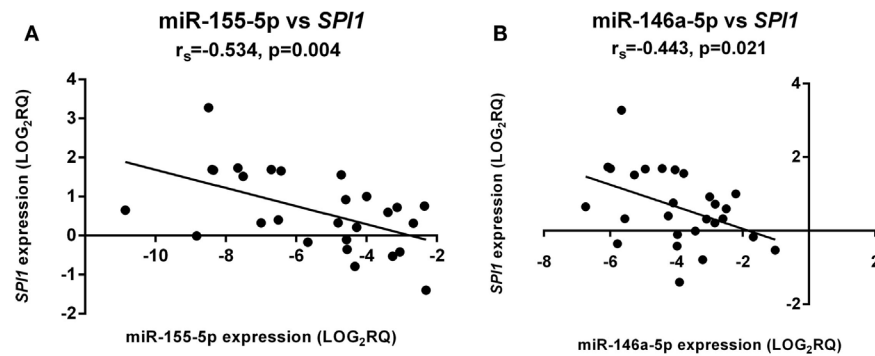 A
miR-155-5p vs SPI1
rs=-0.534, p=0.004
SPI1 expression (LOG2RQ)
4
3
2
1
0
-1
-2
-10
-8
-6
-4
-2
miR-155-5p expression (LOG2RQ)
B
miR-146a-5p vs SPI1
rs=-0.443, p=0.021
SPI1 expression (LOG2RQ)
4
2
-2
-8
-6
-4
-2
0
2
miR-146a-5p expression (LOG2RQ)